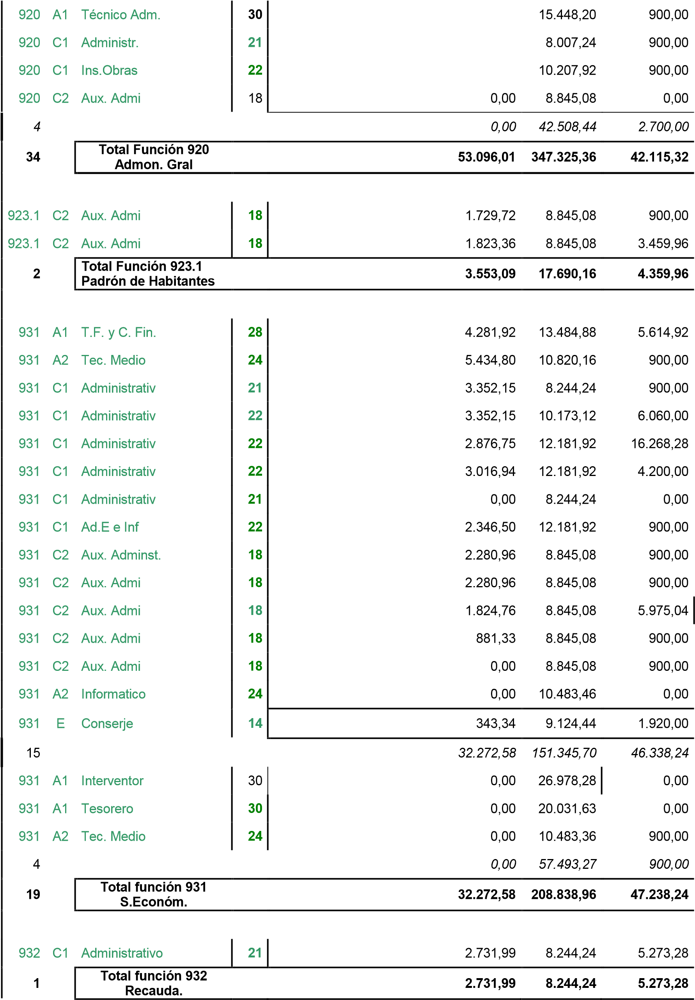 920 A1 Técnico Adm. 30 15.448,20 900,00
920 C1 Administr. 21 8.007,24 900,00
920 C1 Ins.Obras 22 10.207,92 900,00
920 C2 Aux. Admi 18 0,00 8.845,08 0,00
4 0,00 42.508,44 2.700,00
Total Función 920
34 53.096,01 347.325,36 42.115,32
Admon. Gral
923.1 C2 Aux. Admi 18 1.729,72 8.845,08 900,00
923.1 C2 Aux. Admi 18 1.823,36 8.845,08 3.459,96
Total Función 923.1
2 3.553,09 17.690,16 4.359,96
Padrón de Habitantes
931 A1 T.F. y C. Fin. 28 4.281,92 13.484,88 5.614,92
931 A2 Tec. Medio 24 5.434,80 10.820,16 900,00
931 C1 Administrativ 21 3.352,15 8.244,24 900,00
931 C1 Administrativ 22 3.352,15 10.173,12 6.060,00
931 C1 Administrativ 22 2.876,75 12.181,92 16.268,28
931 C1 Administrativ 22 3.016,94 12.181,92 4.200,00
931 C1 Administrativ 21 0,00 8.244,24 0,00
931 C1 Ad.E e Inf 22 2.346,50 12.181,92 900,00
931 C2 Aux. Adminst. 18 2.280,96 8.845,08 900,00
931 C2 Aux. Admi 18 2.280,96 8.845,08 900,00
931 C2 Aux. Admi 18 1.824,76 8.845,08 5.975,04
931 C2 Aux. Admi 18 881,33 8.845,08 900,00
931 C2 Aux. Admi 18 0,00 8.845,08 900,00
931 A2 Informatico 24 0,00 10.483,46 0,00
931 E Conserje 14 343,34 9.124,44 1.920,00
15 32.272,58 151.345,70 46.338,24
931 A1 Interventor 30 0,00 26.978,28 0,00
931 A1 Tesorero 30 0,00 20.031,63 0,00
931 A2 Tec. Medio 24 0,00 10.483,36 900,00
4 0,00 57.493,27 900,00
Total función 931
19 32.272,58 208.838,96 47.238,24
S.Económ.
932 C1 Administrativo 21 2.731,99 8.244,24 5.273,28
Total función 932
1 2.731,99 8.244,24 5.273,28
Recauda.